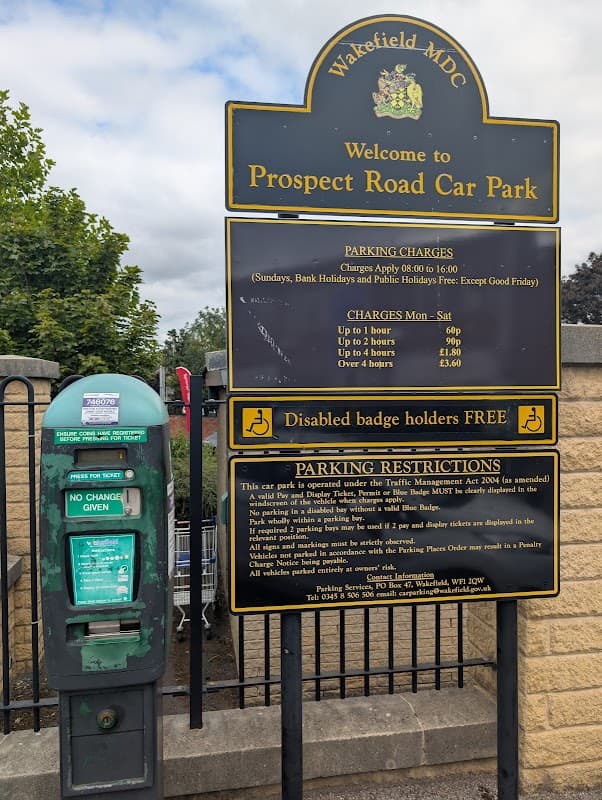 Wakefield MDC
Welcome to
Prospect Road Car Park
PARKING CHARGES
Charges Apply 08:00 to 16:00
(Sundays, Bank Holidays and Public Holidays Free: Except Good Friday)
CHARGES Mon - Sat
Up to 1 hour 60p
Up to 2 hours 90p
Up to 4 hours £1.80
Over 4 hours £3.60
Disabled badge holders FREE
PARKING RESTRICTIONS
This car park is operated under the Traffic Management Act 2004 (as amended)
A valid Pay and Display Ticket, Permit or Blue Badge MUST be clearly displayed in the
windscreen of the vehicle when charges apply.
No parking in a disabled bay without a valid Blue Badge.
Park wholly within a parking bay.
If required 2 parking bays may be used if 2 pay and display tickets are displayed in the
relevant position.
All signs and markings must be strictly observed.
Vehicles not parked in accordance with the Parking Places Order may result in a Penalty
Charge Notice being payable.
All vehicles parked entirely at owners' risk.
Contact Information
Parking Services, PO Box 47, Wakefield, WF1 2QW
Tel: 0345 8 506 506 email: carparking@wakefield.gov.uk
746076
ENSURE COINS HAVE REGISTERED
BEFORE PRESSING FOR TICKET
PRESS FOR TICKET
NO CHANGE
GIVEN